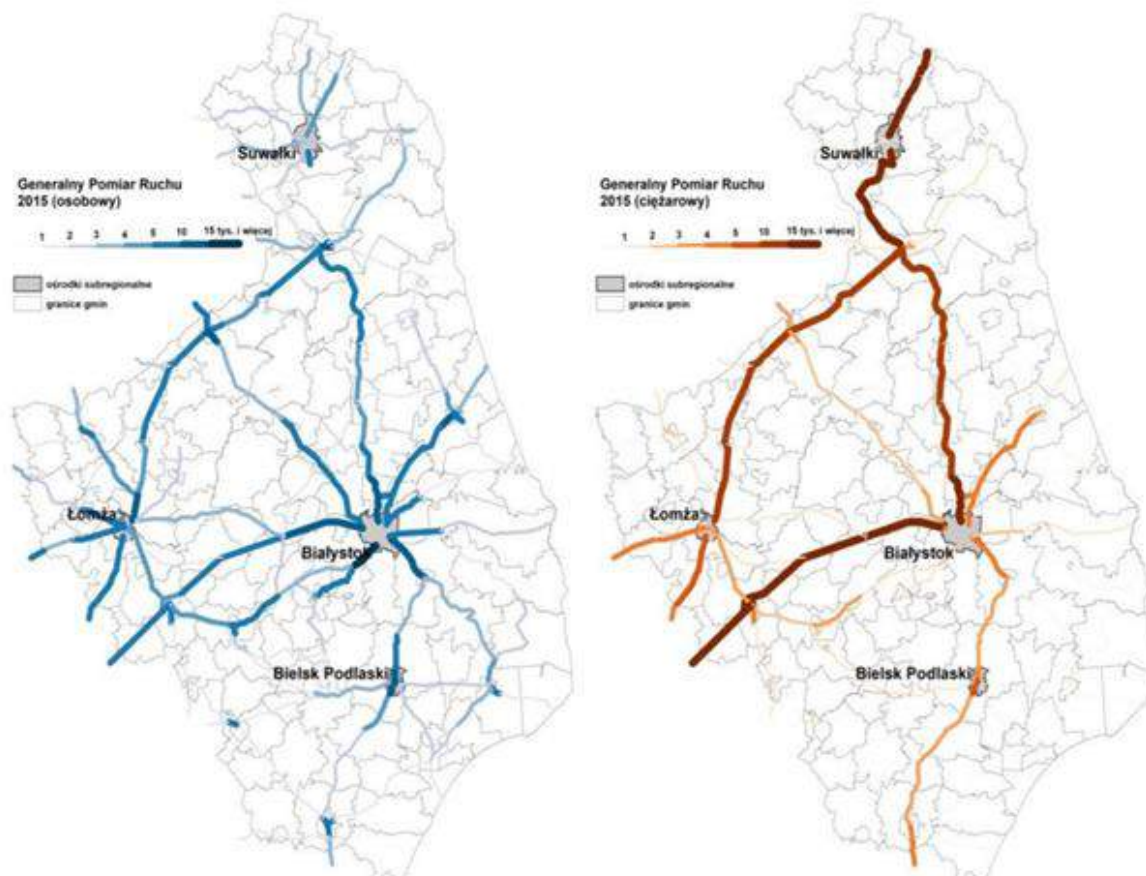 Suwałki
Generalny Pomiar Ruchu
2015 (osobowy)
1 2 3 4 5 10 15 tys. i więcej
ośrodki subregionalne
granice gmin
Łomża
Białystok
Bielsk Podlaski
Suwałki
Generalny Pomiar Ruchu
2015 (ciężarowy)
1 2 3 4 5 10 15 tys. i więcej
ośrodki subregionalne
granice gmin
Łomża
Białystok
Bielsk Podlaski